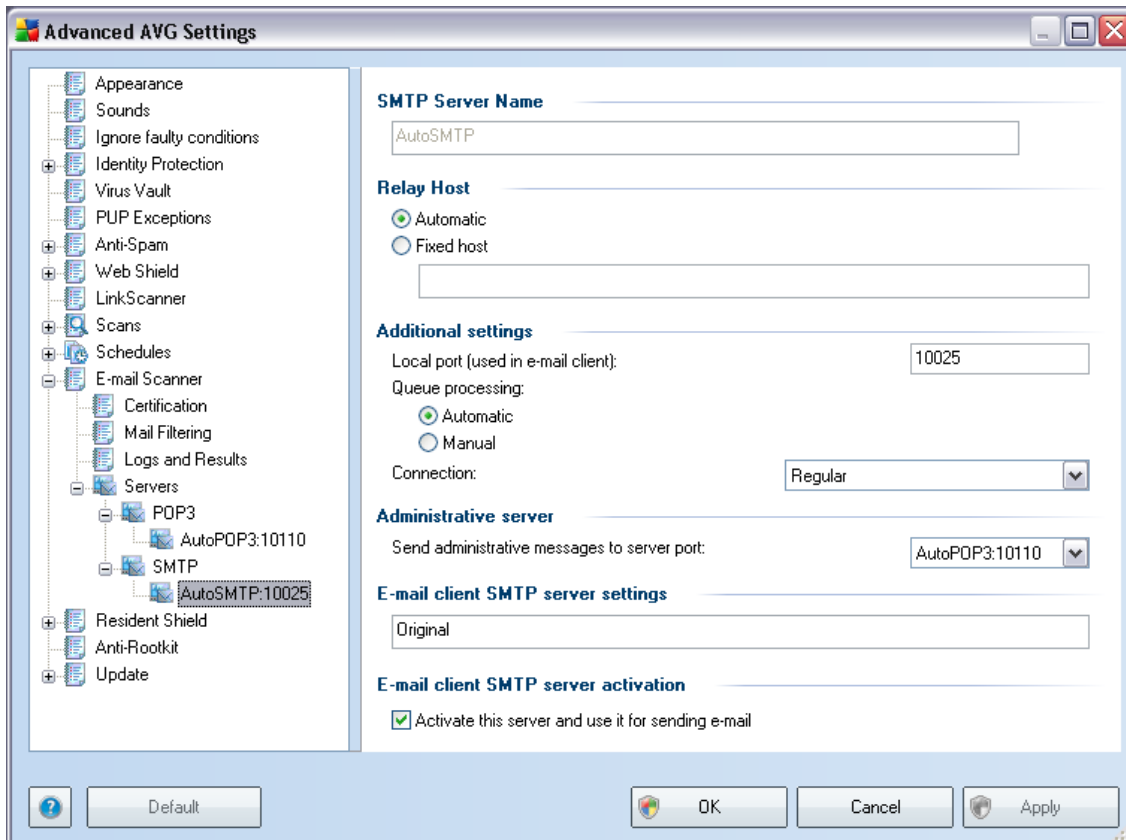 Advanced AVG Settings
Appearance
Sounds
Ignore faulty conditions
Identity Protection
Virus Vault
PUP Exceptions
Anti-Spam
Web Shield
LinkScanner
Scans
Schedules
E-mail Scanner
Certification
Mail Filtering
Logs and Results
Servers
POP3
AutoPOP3:10110
SMTP
AutoSMTP:10025
Resident Shield
Anti-Rootkit
Update
SMTP Server Name
AutoSMTP
Relay Host
Automatic
Fixed host
Additional settings
Local port (used in e-mail client):
10025
Queue processing:
Automatic
Manual
Connection:
Regular
Administrative server
Send administrative messages to server port:
AutoPOP3:10110
E-mail client SMTP server settings
Original
E-mail client SMTP server activation
Activate this server and use it for sending e-mail
?
Default
OK
Cancel
Apply